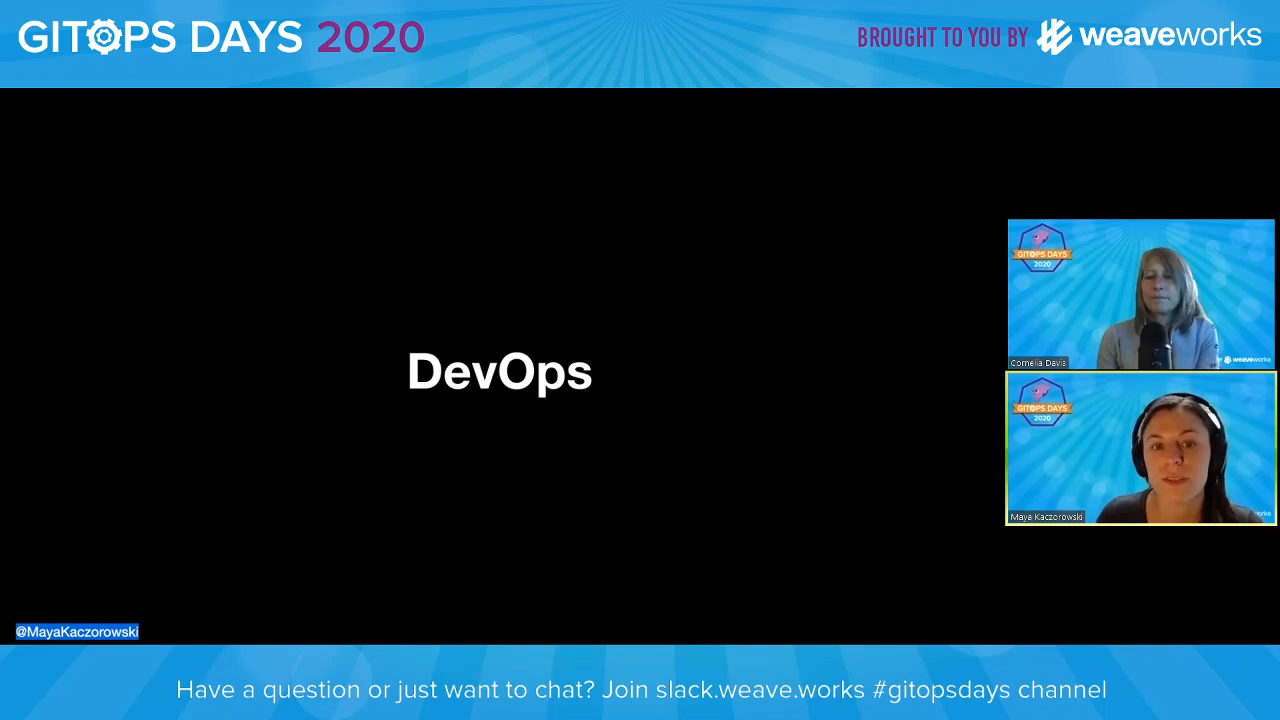 GITOPS DAYS 2020
BROUGHT TO YOU BY weaveworks
DevOps
GITOPS DAYS
2020
Cornelia Davis
weaveworks
GITOPS DAYS
2020
Maya Kaczorowski
@MayaKaczorowski
Have a question or just want to chat? Join slack.weave.works #gitopsdays channel